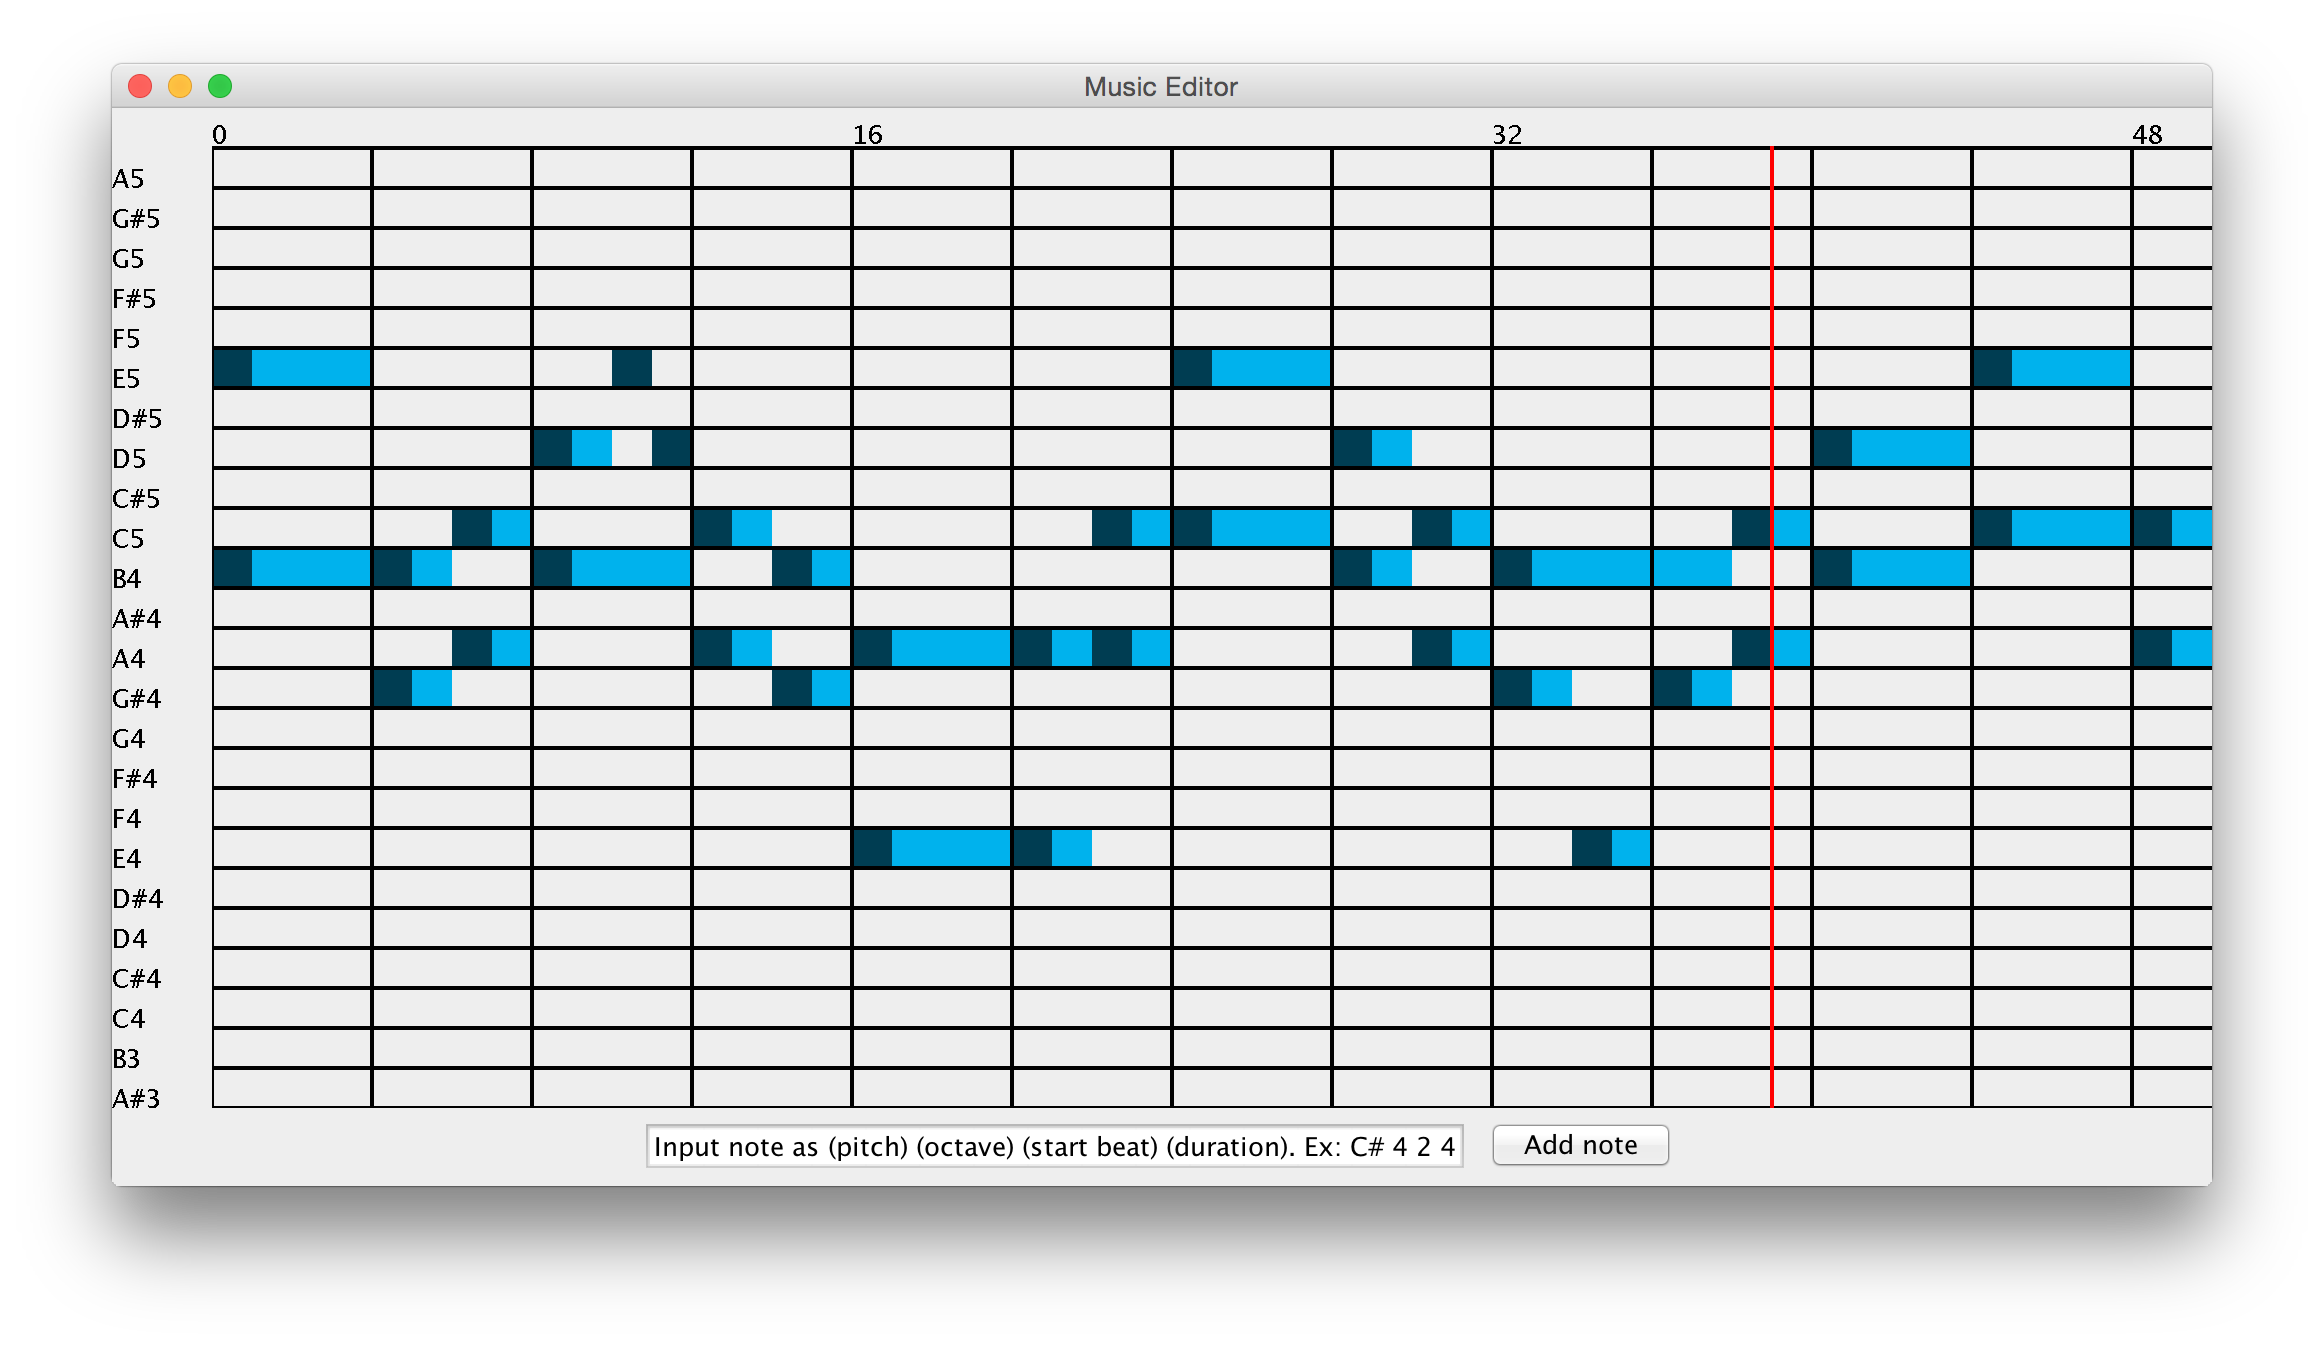 Music Editor
0 16 32 48
A5
G#5
G5
F#5
F5
E5
D#5
D5
C#5
C5
B4
A#4
A4
G#4
G4
F#4
F4
E4
D#4
D4
C#4
C4
B3
A#3
Input note as (pitch) (octave) (start beat) (duration). Ex: C# 4 2 4 Add note